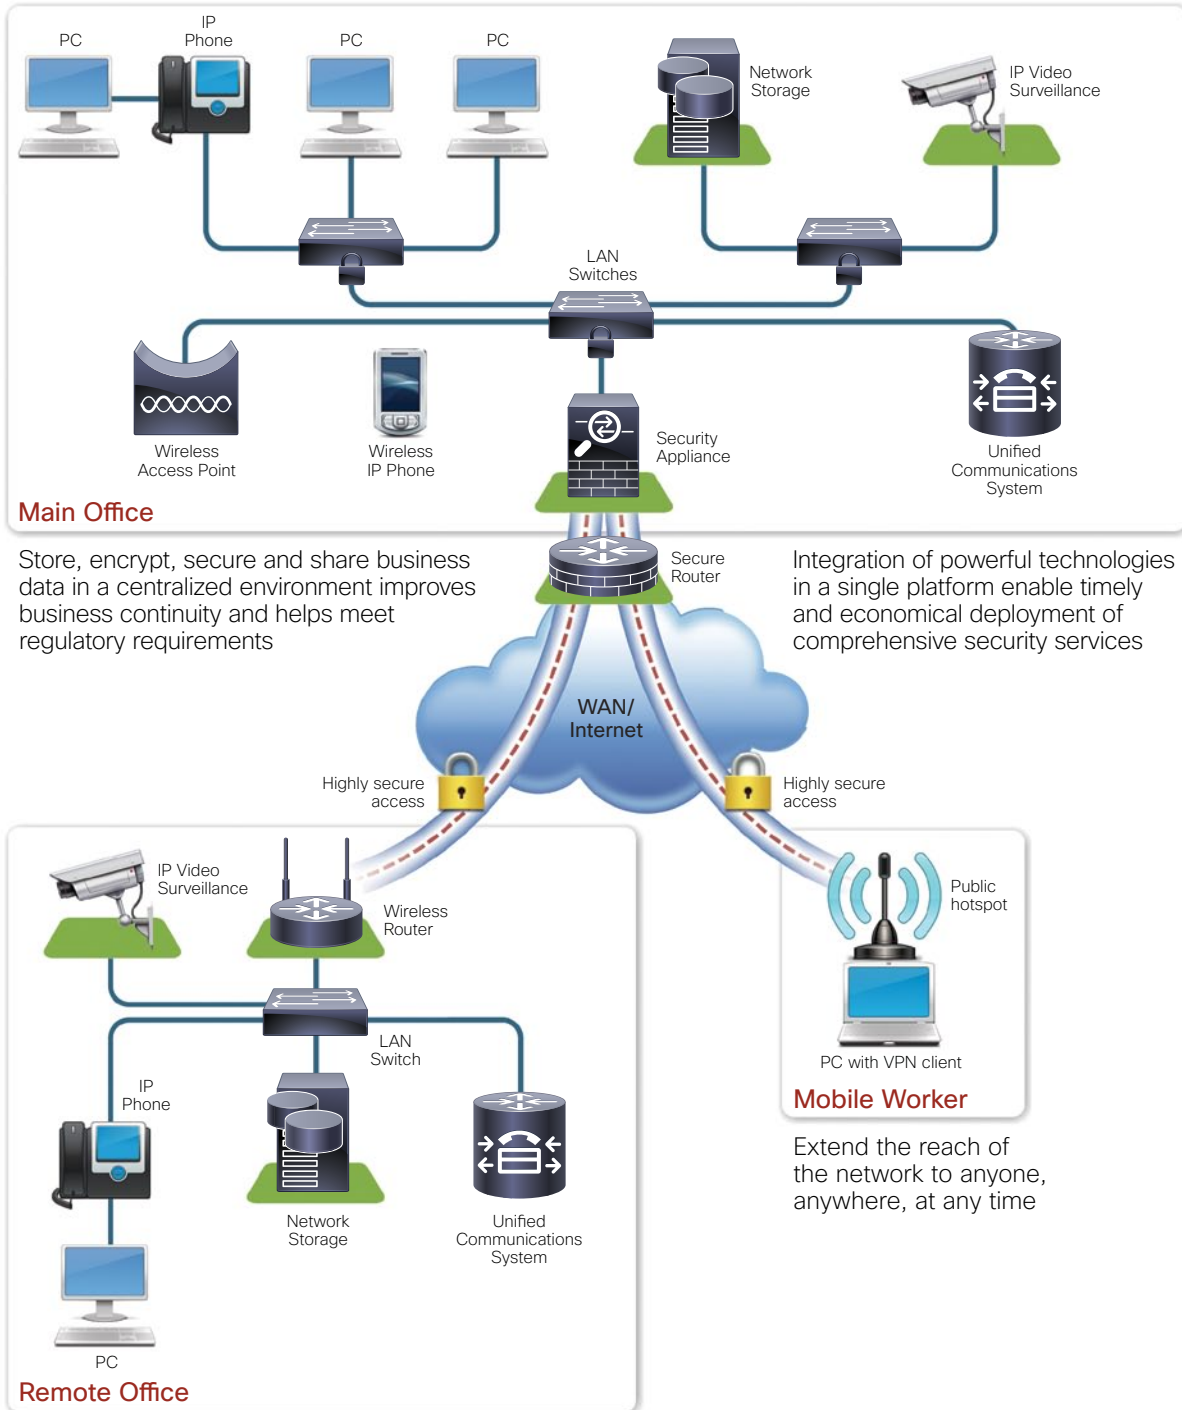 PC
IP
Phone
PC
PC
Network
Storage
IP Video
Surveillance
LAN
Switches
Wireless
Access Point
Wireless
IP Phone
Security
Appliance
Unified
Communications
System
Main Office
Store, encrypt, secure and share business
data in a centralized environment improves
business continuity and helps meet
regulatory requirements
Secure
Router
Integration of powerful technologies
in a single platform enable timely
and economical deployment of
comprehensive security services
WAN/
Internet
Highly secure
access
Highly secure
access
IP Video
Surveillance
Wireless
Router
LAN
Switch
IP
Phone
Network
Storage
Unified
Communications
System
PC
Remote Office
Public
hotspot
PC with VPN client
Mobile Worker
Extend the reach of
the network to anyone,
anywhere, at any time